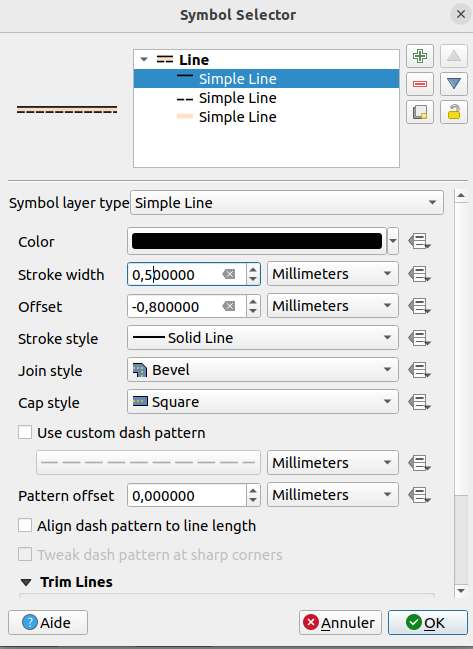 Symbol Selector
Line
Simple Line
Simple Line
Simple Line
Symbol layer type Simple Line
Color
Stroke width 0,500000 Millimeters
Offset -0,800000 Millimeters
Stroke style Solid Line
Join style Bevel
Cap style Square
Use custom dash pattern
Millimeters
Pattern offset 0,000000 Millimeters
Align dash pattern to line length
Tweak dash pattern at sharp corners
Trim Lines
Aide Annuler OK